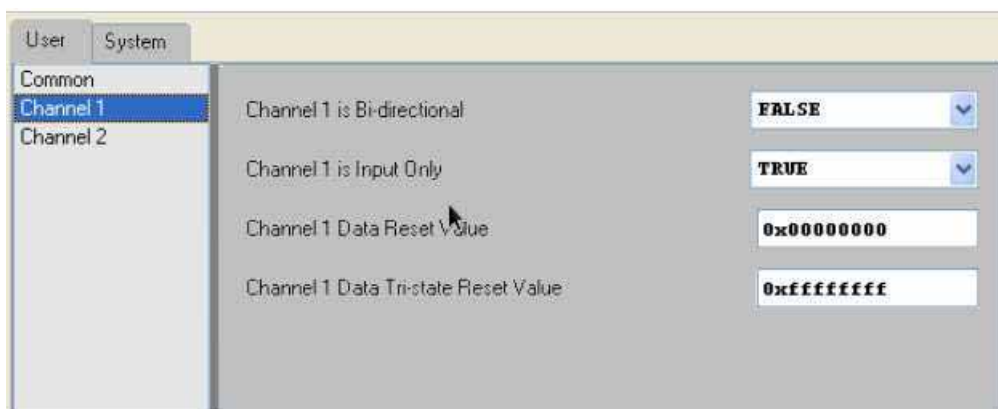 User System
Common
Channel 1
Channel 2
Channel 1 is Bi-directional FALSE
Channel 1 is Input Only TRUE
Channel 1 Data Reset Value 0x00000000
Channel 1 Data Tri-state Reset Value 0xffffffff